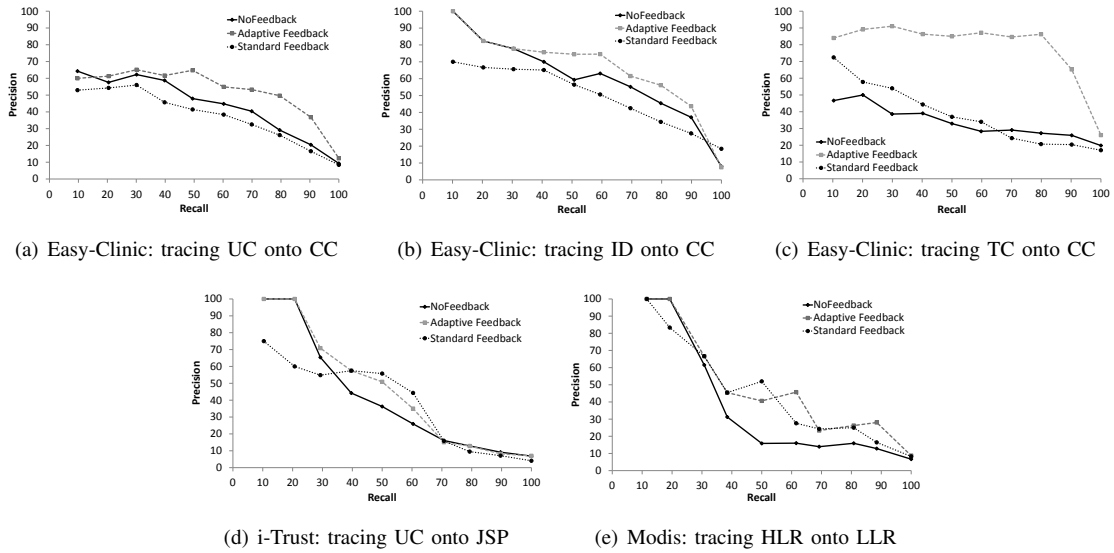 100
90
80
70
60
50
40
30
20
10
0
Precision
NoFeedback
Adaptive Feedback
Standard Feedback
0 10 20 30 40 50 60 70 80 90 100
Recall
(a) Easy-Clinic: tracing UC onto CC
100
90
80
70
60
50
40
30
20
10
0
Precision
NoFeedback
Adaptive Feedback
Standard Feedback
0 10 20 30 40 50 60 70 80 90 100
Recall
(b) Easy-Clinic: tracing ID onto CC
100
90
80
70
60
50
40
30
20
10
0
Precision
NoFeedback
Adaptive Feedback
Standard Feedback
0 10 20 30 40 50 60 70 80 90 100
Recall
(c) Easy-Clinic: tracing TC onto CC
100
90
80
70
60
50
40
30
20
10
0
Precision
NoFeedback
Adaptive Feedback
Standard Feedback
0 10 20 30 40 50 60 70 80 90 100
Recall
(d) i-Trust: tracing UC onto JSP
100
90
80
70
60
50
40
30
20
10
0
Precision
NoFeedback
Adaptive Feedback
Standard Feedback
0 10 20 30 40 50 60 70 80 90 100
Recall
(e) Modis: tracing HLR onto LLR